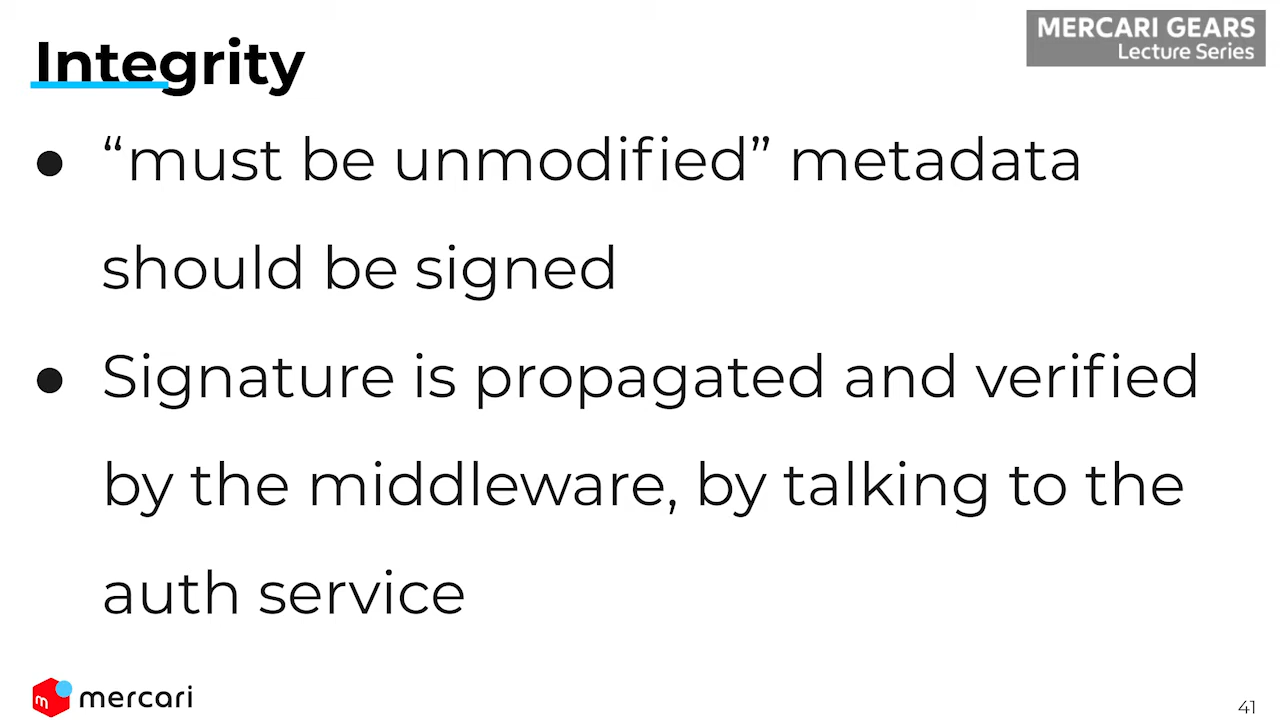 MERCARI GEARS
Lecture Series
Integrity
● “must be unmodified” metadata
should be signed
● Signature is propagated and verified
by the middleware, by talking to the
auth service
m mercari
41